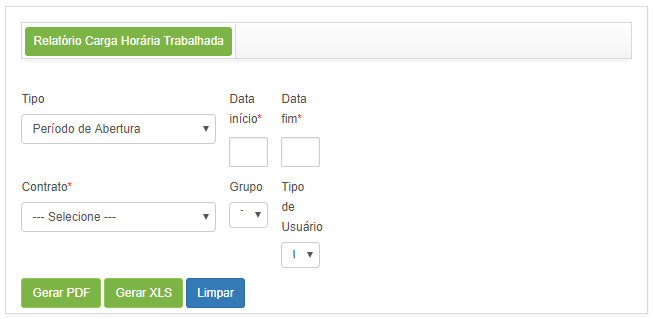 Relatório Carga Horária Trabalhada
Tipo
Data
início*
Data
fim*
Período de Abertura
Contrato*
Grupo
Tipo
de
Usuário
--- Selecione ---
Gerar PDF
Gerar XLS
Limpar